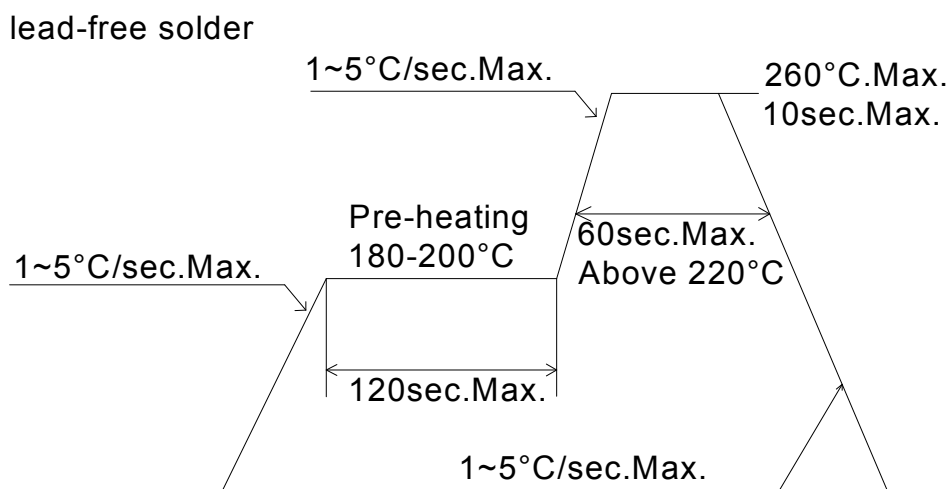 lead-free solder
1~5°C/sec.Max.
260°C.Max.
10sec.Max.
Pre-heating
180-200°C
60sec.Max.
Above 220°C
1~5°C/sec.Max.
120sec.Max.
1~5°C/sec.Max.